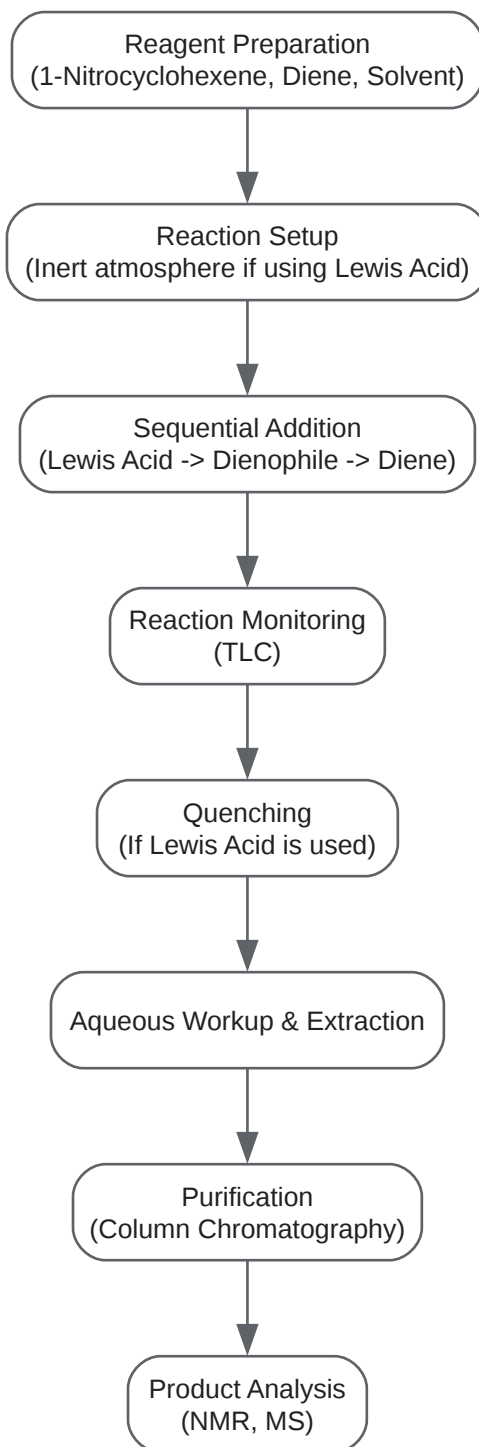 Reagent Preparation
(1-Nitrocyclohexene, Diene, Solvent)
Reaction Setup
(Inert atmosphere if using Lewis Acid)
Sequential Addition
(Lewis Acid -> Dienophile -> Diene)
Reaction Monitoring
(TLC)
Quenching
(If Lewis Acid is used)
Aqueous Workup & Extraction
Purification
(Column Chromatography)
Product Analysis
(NMR, MS)